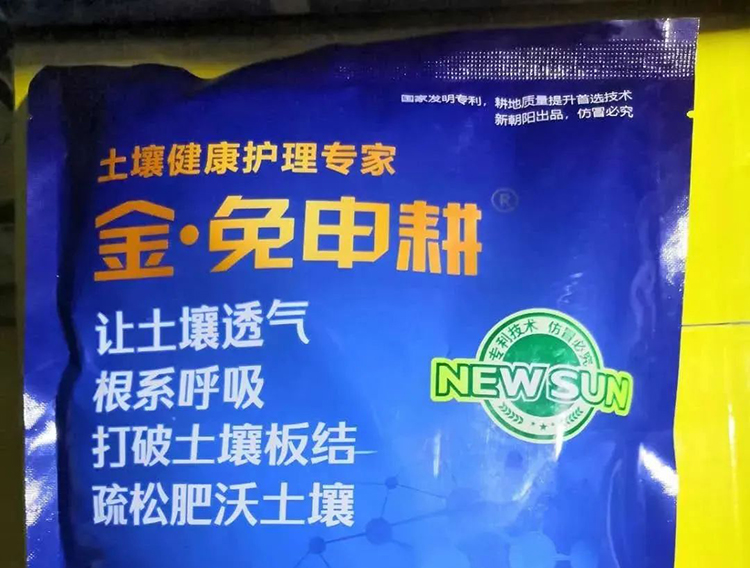 国家发明专利，耕地质量提升首选技术
新朝阳出品，仿冒必究
土壤健康护理专家
金·免申耕®
让土壤透气
根系呼吸
打破土壤板结
疏松肥沃土壤
专利技术 仿冒必究
NEWSUN